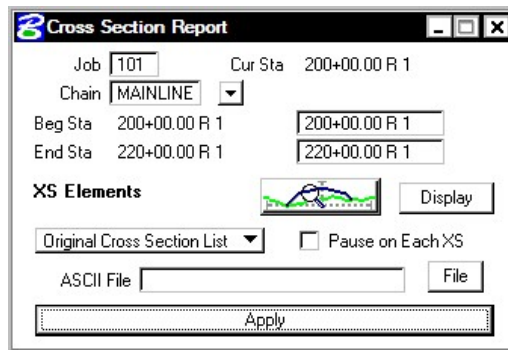 Cross Section Report
Job 101 Cur Sta 200+00.00 R 1
Chain MAINLINE
Beg Sta 200+00.00 R 1 200+00.00 R 1
End Sta 220+00.00 R 1 220+00.00 R 1
XS Elements Display
Original Cross Section List Pause on Each XS
ASCII File File
Apply